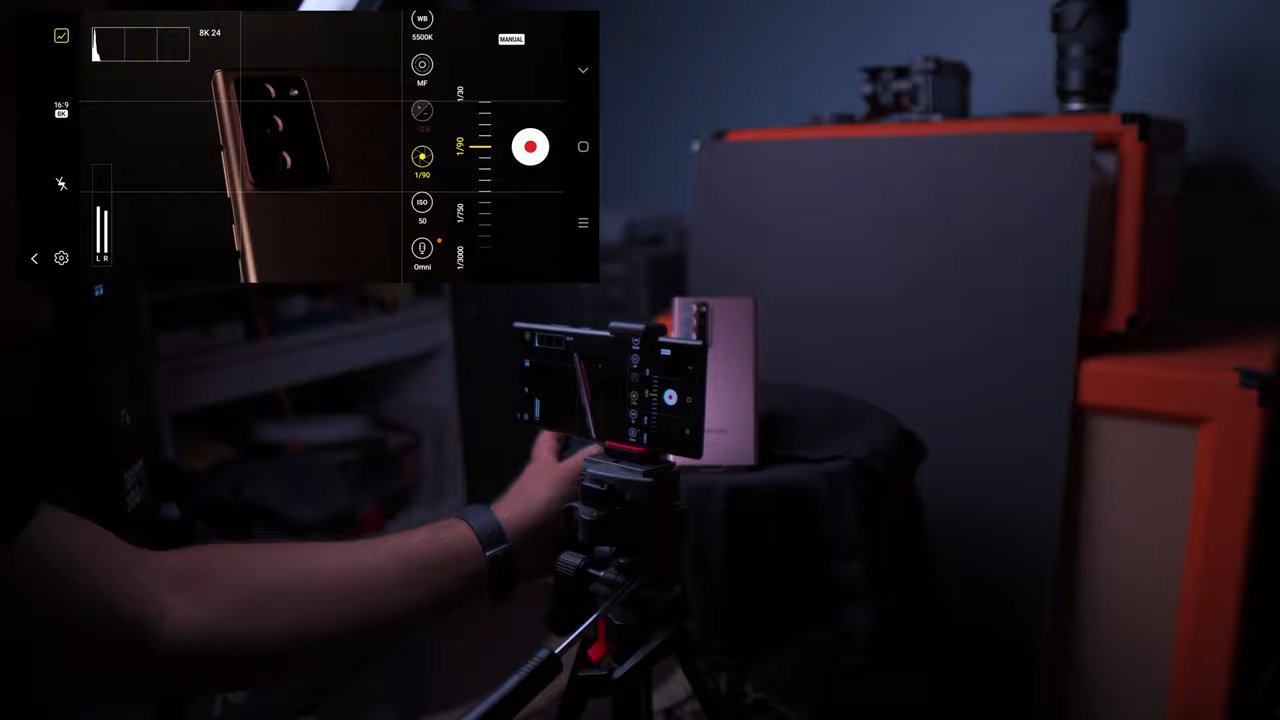 8K 24
WB
5500K
MANUAL
MF
1/30
16:9
8K
-2.0
1/90
1/90
ISO
50
1/750
L R
Omni
1/3000